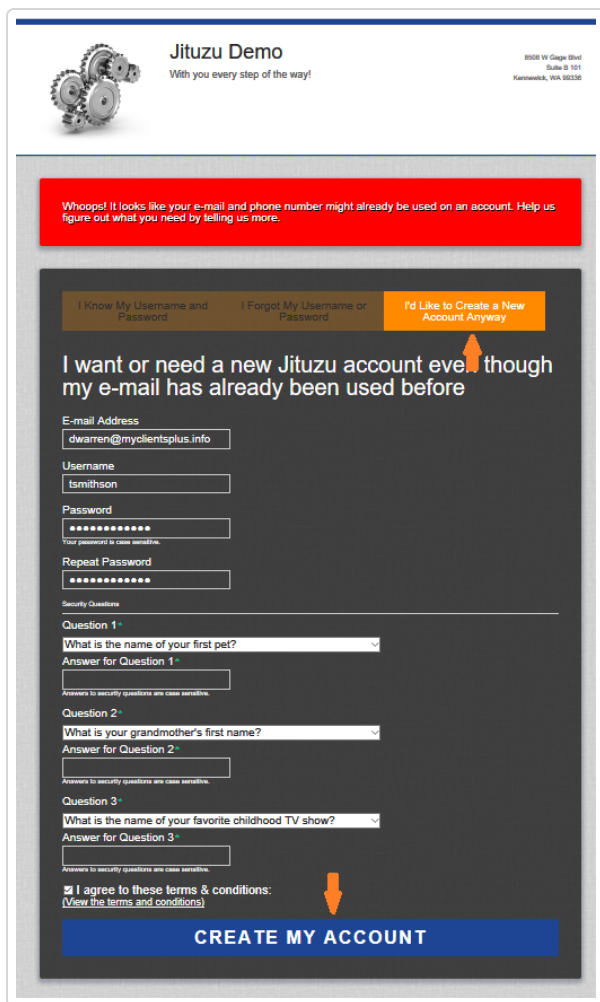 Jituzu Demo
With you every step of the way!
8508 W Gage Blvd
Suite B 101
Kennewick, WA 99336
Whoops! It looks like your e-mail and phone number might already be used on an account. Help us
figure out what you need by telling us more.
I Know My Username and
Password
I Forgot My Username or
Password
I'd Like to Create a New
Account Anyway
I want or need a new Jituzu account even though
my e-mail has already been used before
E-mail Address
dwarren@myclientsplus.info
Username
tsmithson
Password
Your password is case sensitive.
Repeat Password
Security Questions
Question 1*
What is the name of your first pet?
Answer for Question 1*
Answers to security questions are case sensitive.
Question 2*
What is your grandmother's first name?
Answer for Question 2*
Answers to security questions are case sensitive.
Question 3*
What is the name of your favorite childhood TV show?
Answer for Question 3*
Answers to security questions are case sensitive.
I agree to these terms & conditions:
(View the terms and conditions)
CREATE MY ACCOUNT